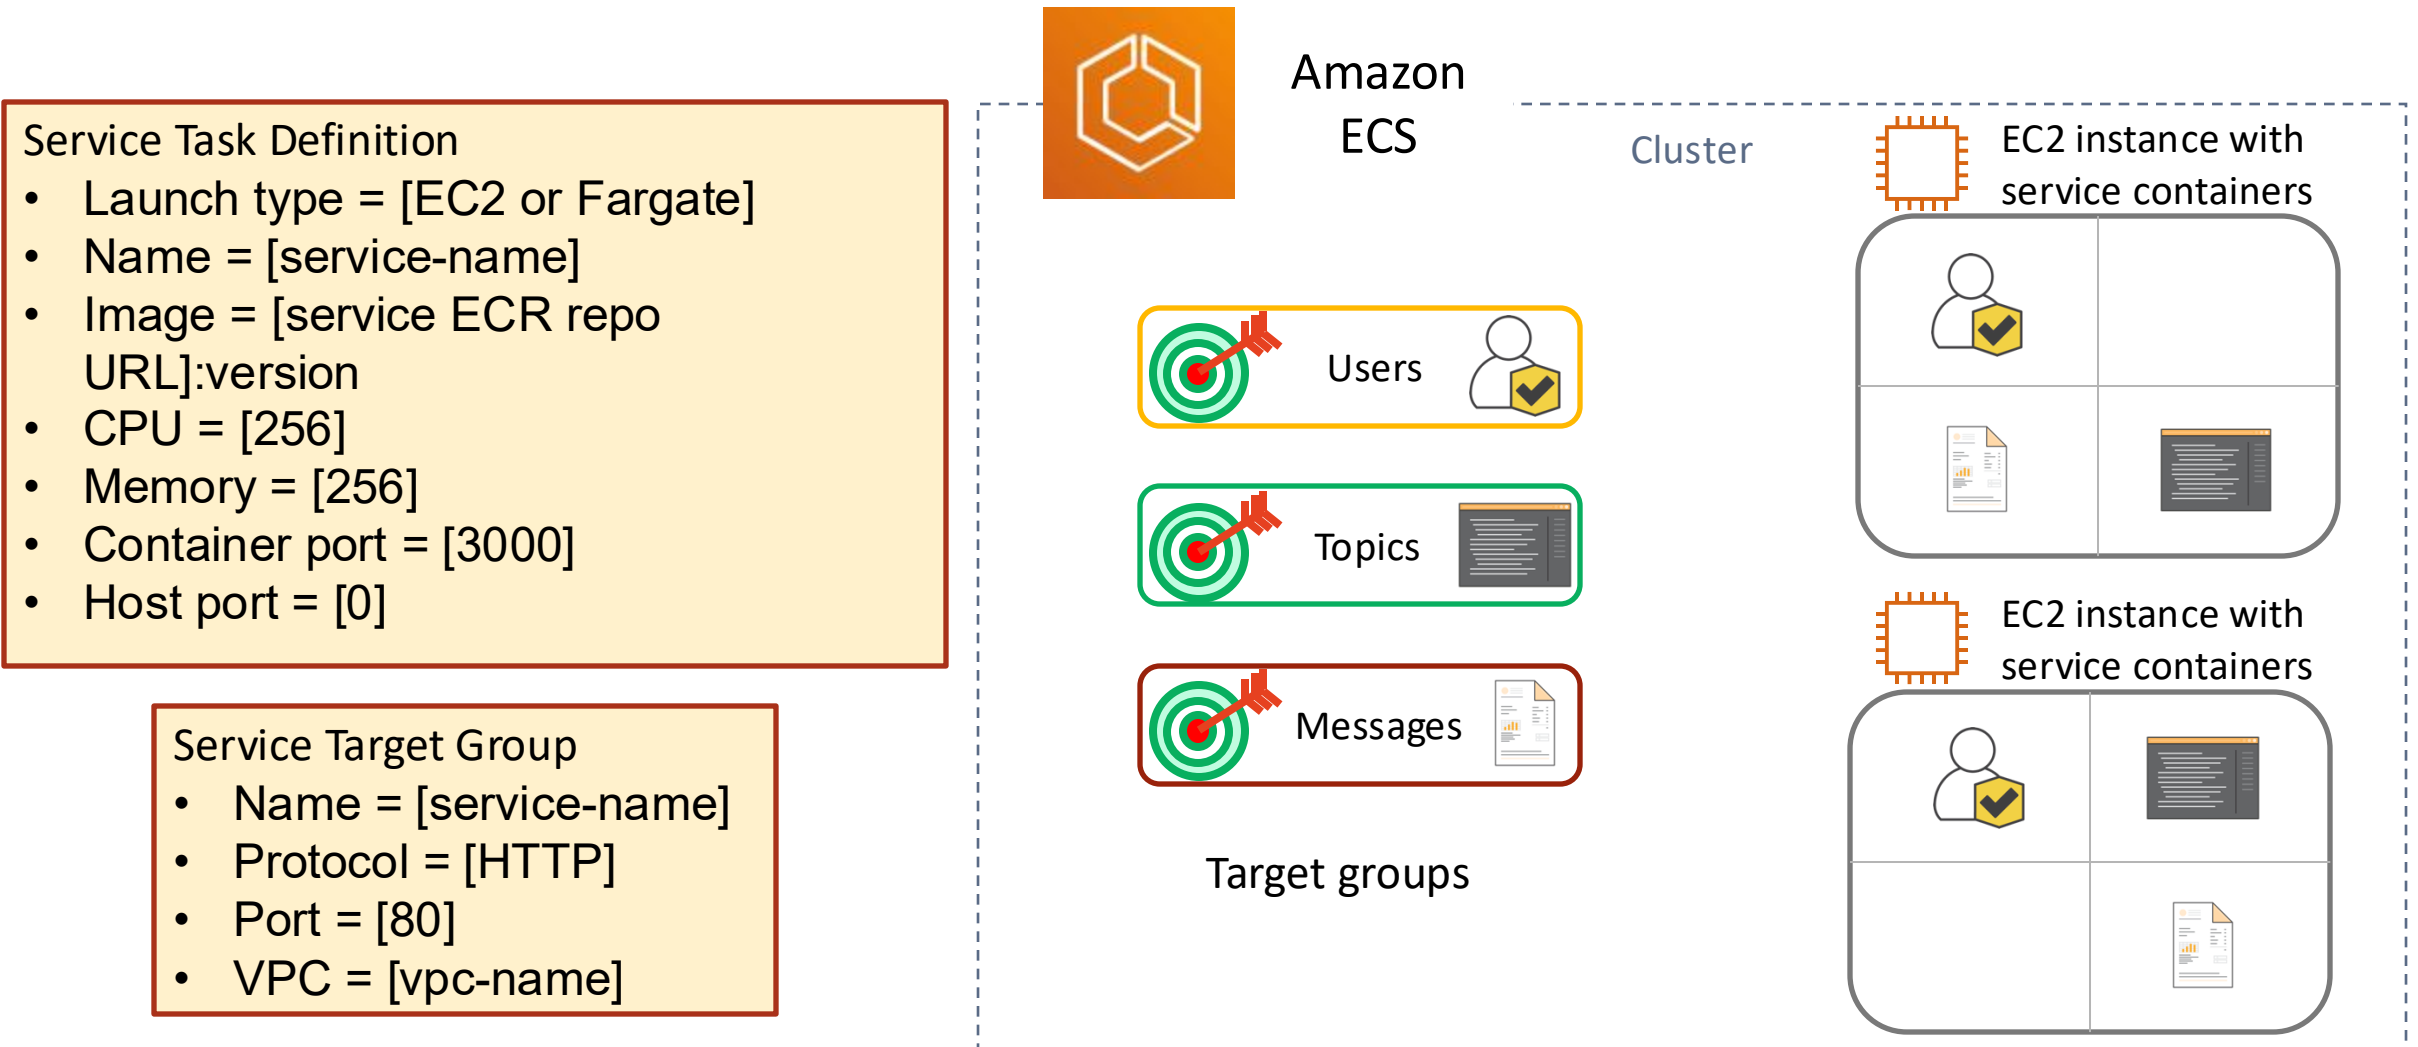 Amazon
ECS
Service Task Definition
• Launch type = [EC2 or Fargate]
• Name = [service-name]
• Image = [service ECR repo
URL]:version
• CPU = [256]
• Memory = [256]
• Container port = [3000]
• Host port = [0]
Service Target Group
• Name = [service-name]
• Protocol = [HTTP]
• Port = [80]
• VPC = [vpc-name]
Cluster
Users
Topics
Messages
Target groups
EC2 instance with
service containers
EC2 instance with
service containers